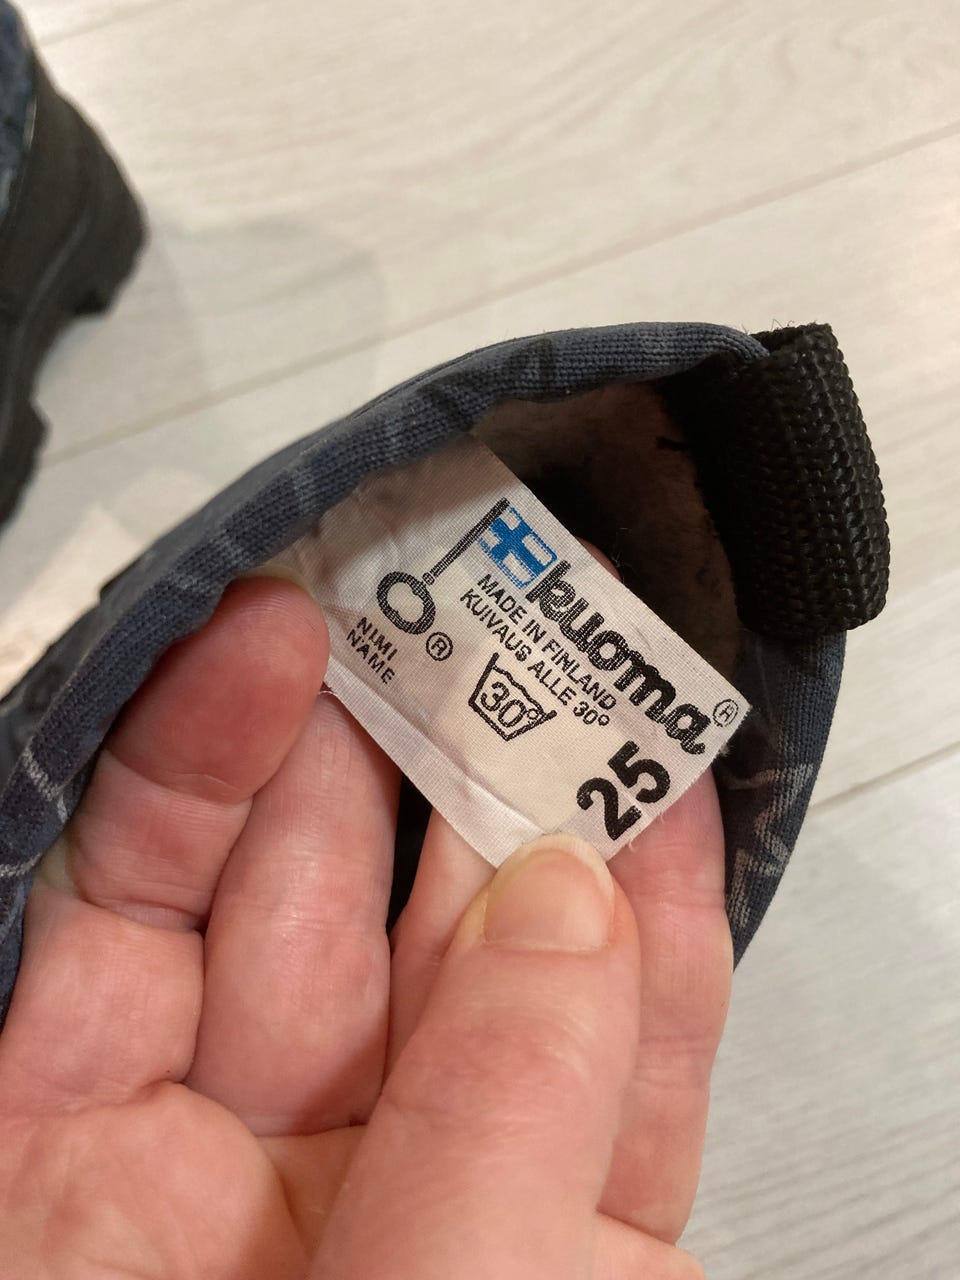 kuoma ®
MADE IN FINLAND
KUIVAUS ALLE 30°
30°
25
®
NIMI
NAME